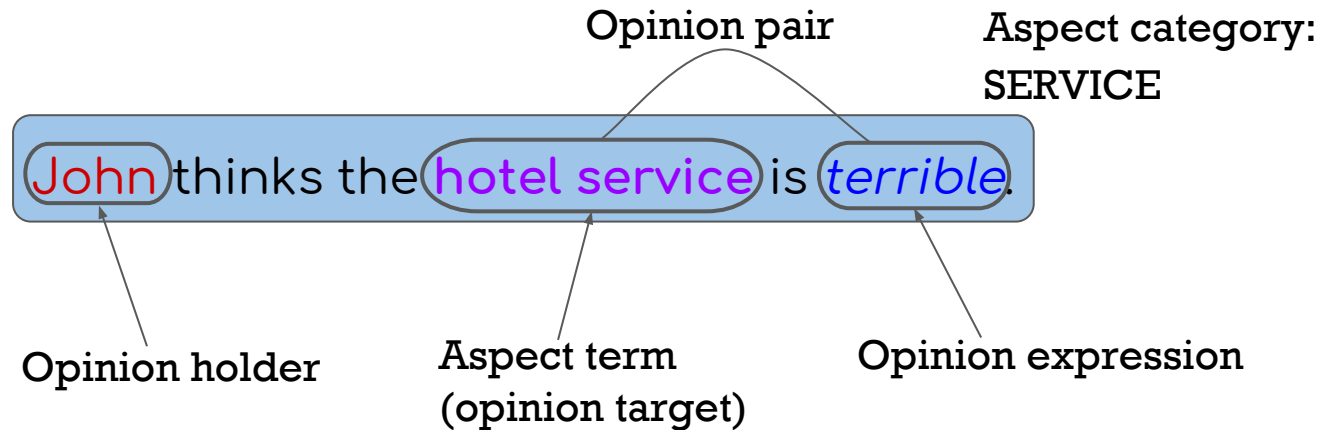 Opinion pair
Aspect category:
SERVICE
John thinks the hotel service is terrible.
Opinion holder
Aspect term
(opinion target)
Opinion expression